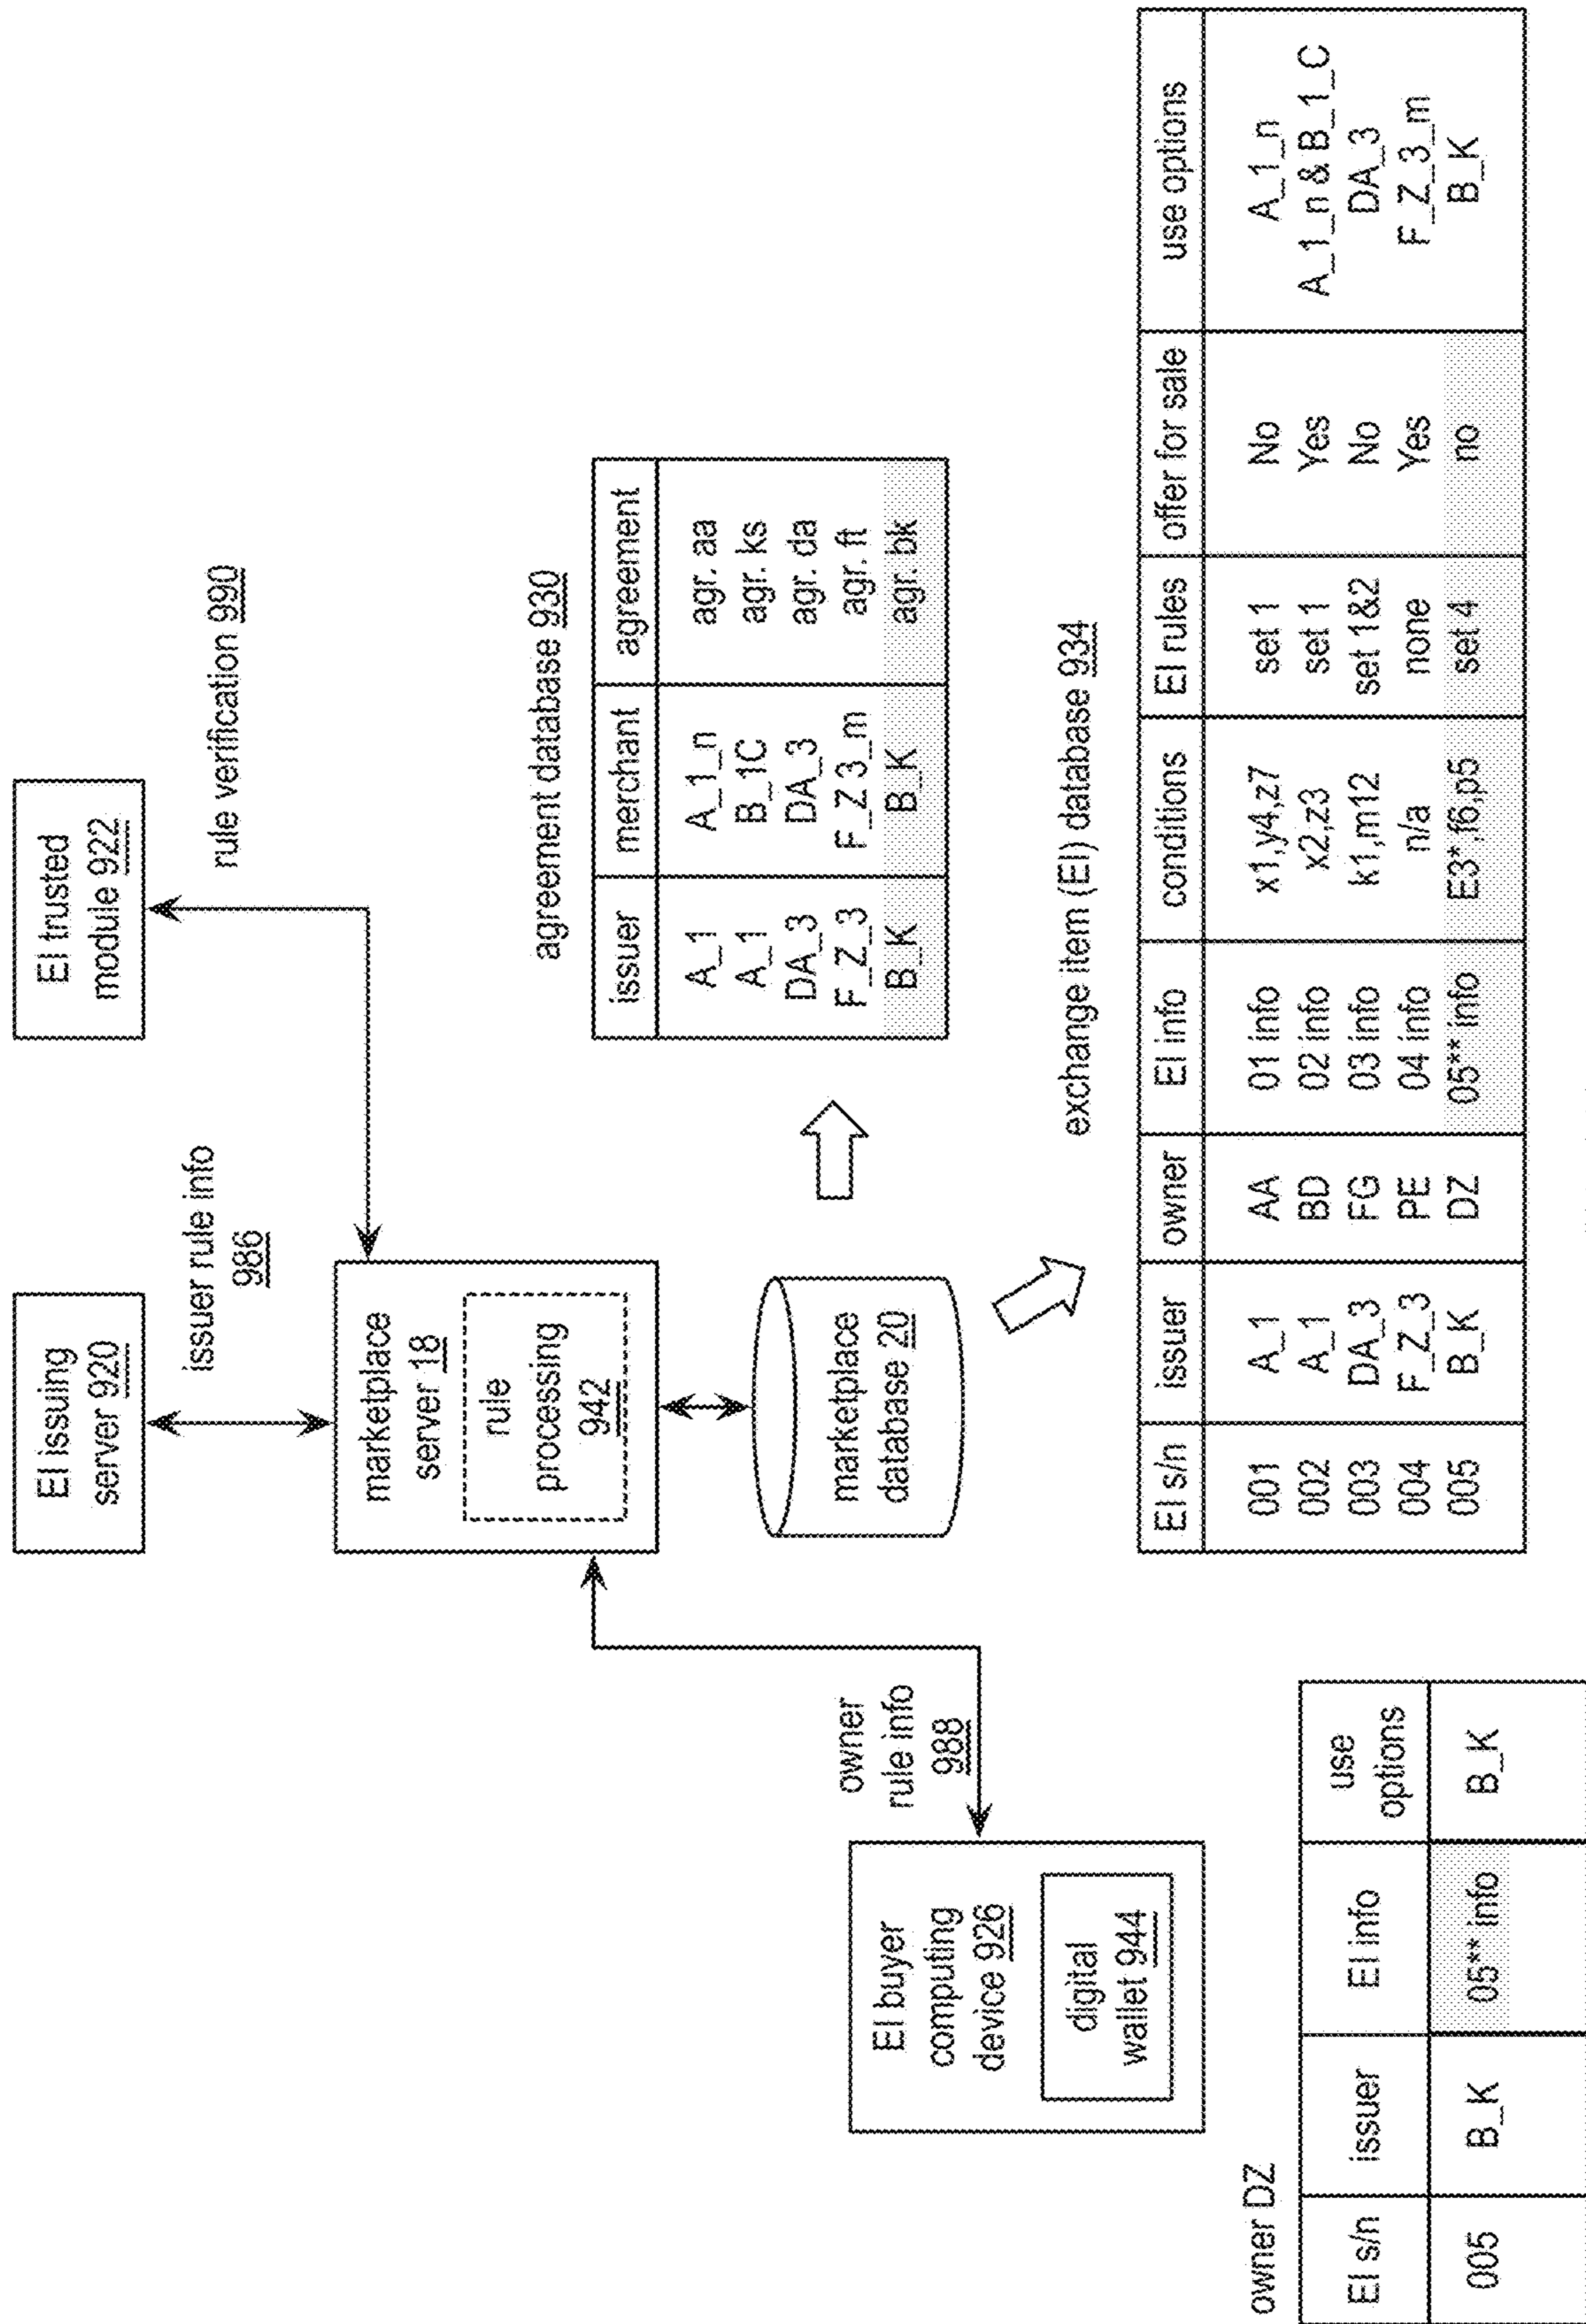 EI issuing
server 920
EI trusted
module 922
issuer rule info
986
rule verification 990
marketplace
server 18
rule
processing
942
marketplace
database 20
owner
rule info
988
EI buyer
computing
device 926
digital
wallet 944
agreement database 930
issuer merchant agreement
A_1 A_1_n agr. aa
A_1 B_1C agr. ks
DA_3 DA_3 agr. da
F_Z_3 F_Z 3_m agr. ft
B_K B_K agr. bk
exchange item (EI) database 934
EI s/n issuer owner EI info conditions EI rules offer for sale use options
001 A_1 AA 01 info x1,y4,z7 set 1 No A_1_n
002 A_1 BD 02 info x2,z3 set 1 Yes A_1_n & B_1_C
003 DA_3 FG 03 info k1,m12 set 1&2 No DA_3
004 F_Z_3 PE 04 info n/a none Yes F_Z_3_m
005 B_K DZ 05** info E3*,f6,p5 set 4 no B_K
owner DZ
EI s/n issuer EI info use
options
005 B_K 05** info B_K